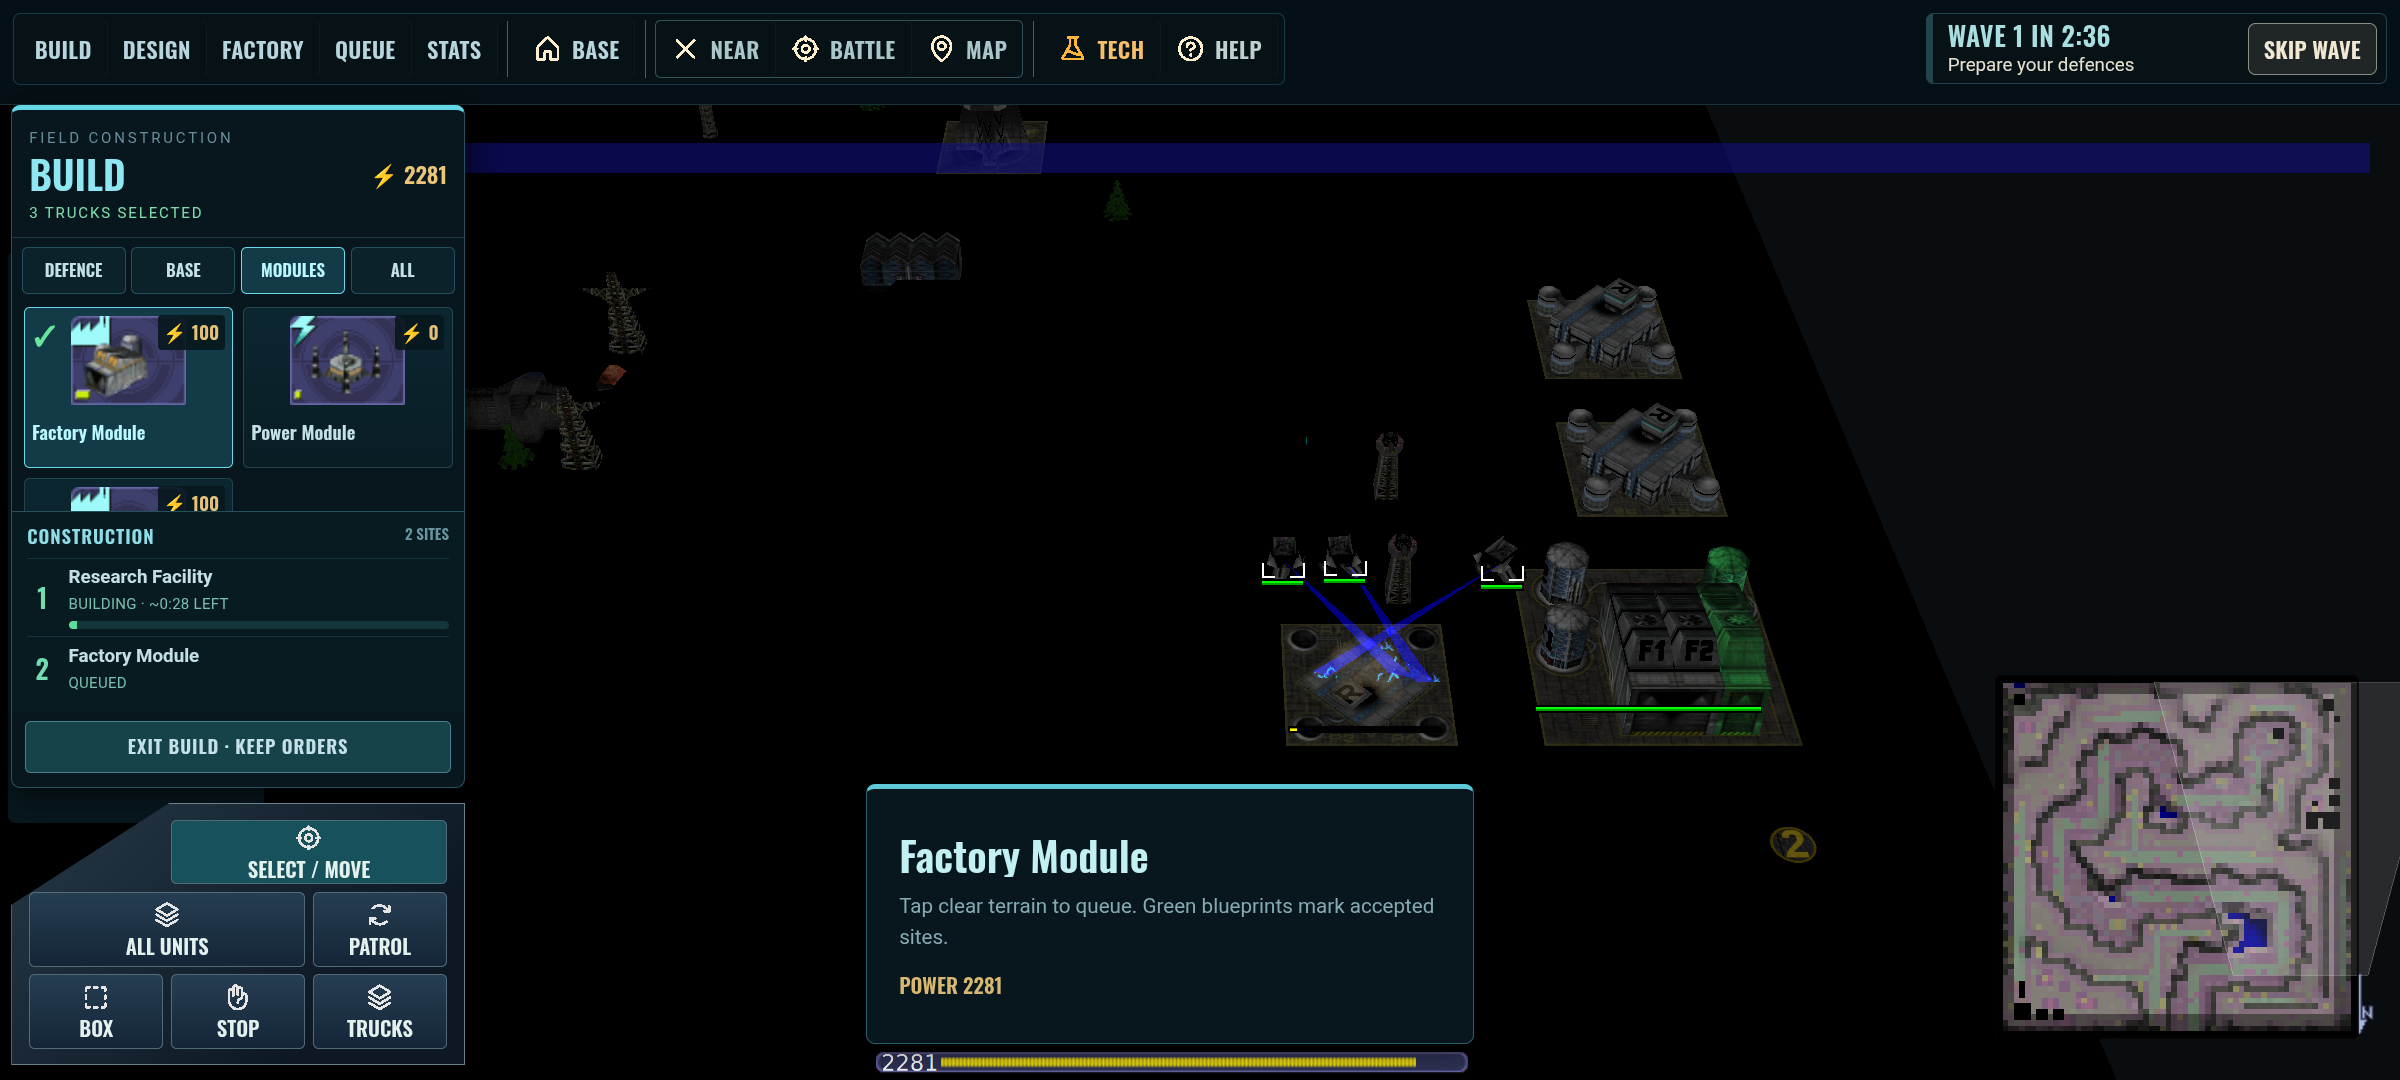 BUILD DESIGN FACTORY QUEUE STATS BASE NEAR BATTLE MAP TECH HELP
WAVE 1 IN 2:36
Prepare your defences
SKIP WAVE
FIELD CONSTRUCTION
BUILD
2281
3 TRUCKS SELECTED
DEFENCE BASE MODULES ALL
100
Factory Module
0
Power Module
100
CONSTRUCTION
2 SITES
1
Research Facility
BUILDING · ~0:28 LEFT
2
Factory Module
QUEUED
EXIT BUILD · KEEP ORDERS
SELECT / MOVE
ALL UNITS
PATROL
BOX
STOP
TRUCKS
R
R
R
F1 F2
2
Factory Module
Tap clear terrain to queue. Green blueprints mark accepted
sites.
POWER 2281
2281
N